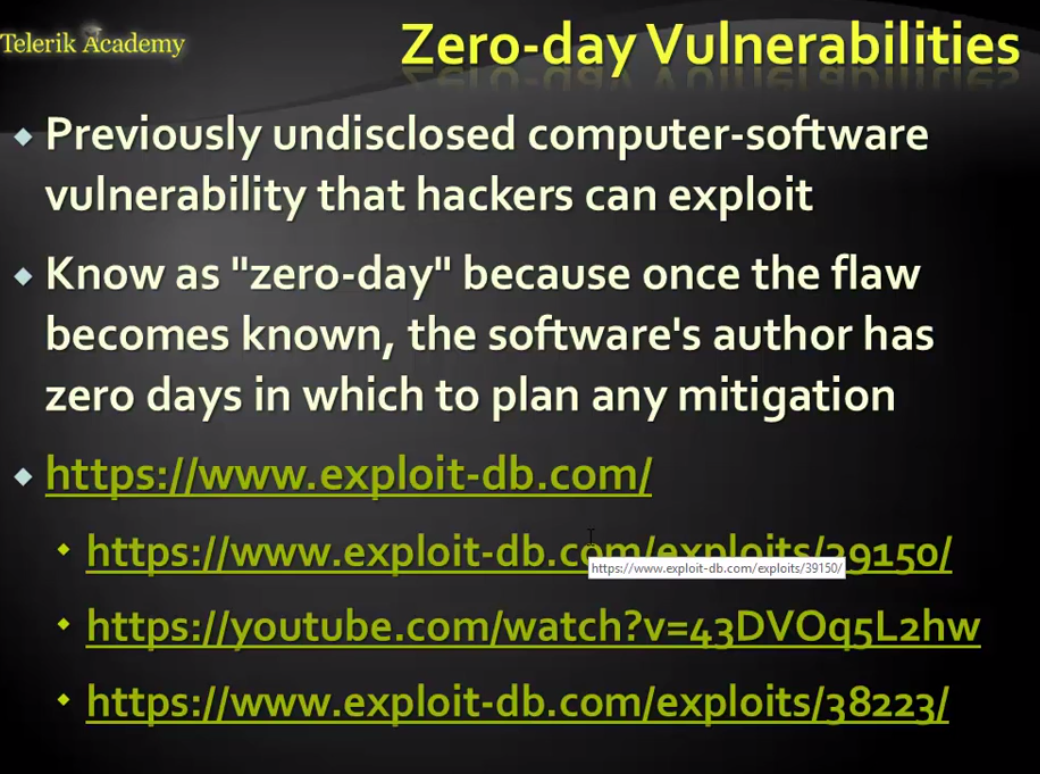 Telerik Academy
Zero-day Vulnerabilities
Previously undisclosed computer-software
vulnerability that hackers can exploit
Know as "zero-day" because once the flaw
becomes known, the software's author has
zero days in which to plan any mitigation
https://www.exploit-db.com/
https://www.exploit-db.com/exploits/39150/
https://www.exploit-db.com/exploits/39150/
https://youtube.com/watch?v=43DVOq5L2hw
https://www.exploit-db.com/exploits/38223/